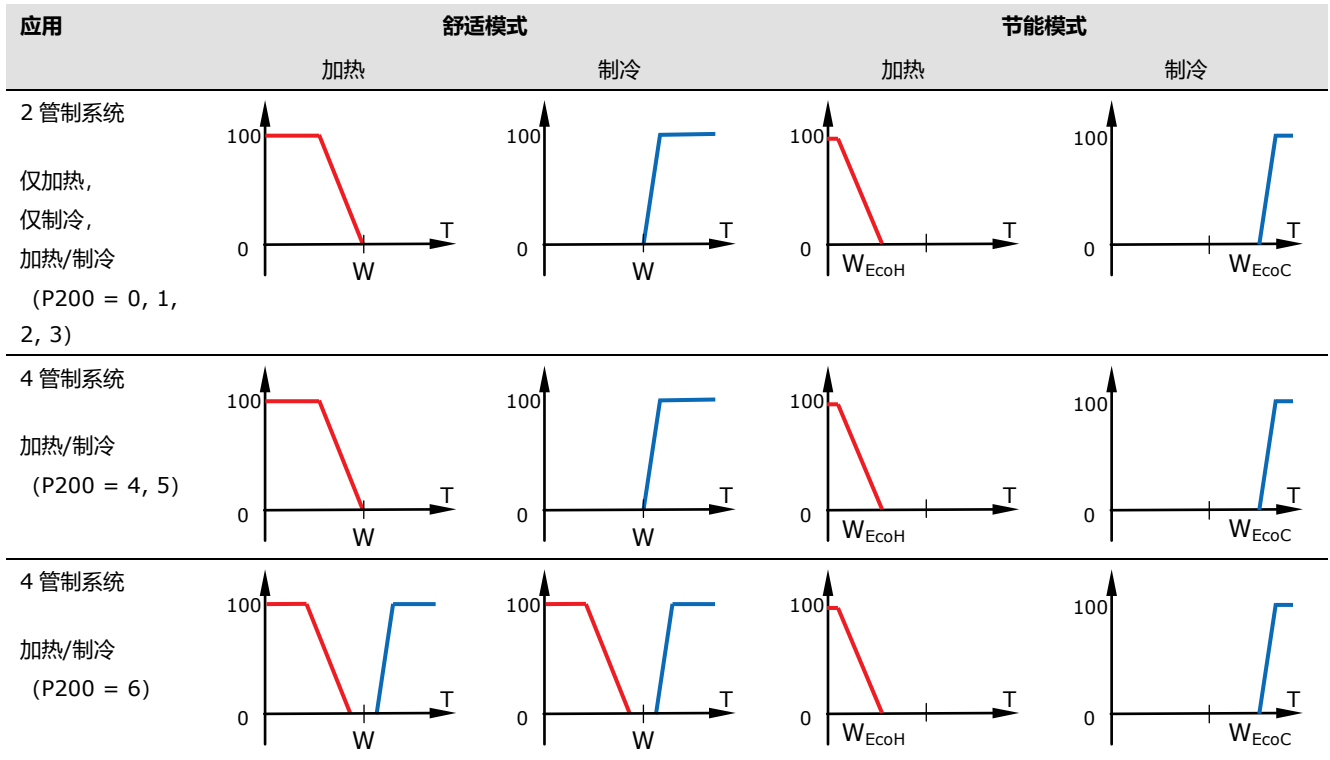 应用 舒适模式 节能模式
加热 制冷 加热 制冷
2 管制系统
仅加热,
仅制冷,
加热/制冷
(P200 = 0, 1,
2, 3)
100 0 T W
100 0 T W
100 0 T WEcoH
100 0 T WEcoC
4 管制系统
加热/制冷
(P200 = 4, 5)
100 0 T W
100 0 T W
100 0 T WEcoH
100 0 T WEcoC
4 管制系统
加热/制冷
(P200 = 6)
100 0 T W
100 0 T W
100 0 T WEcoH
100 0 T WEcoC